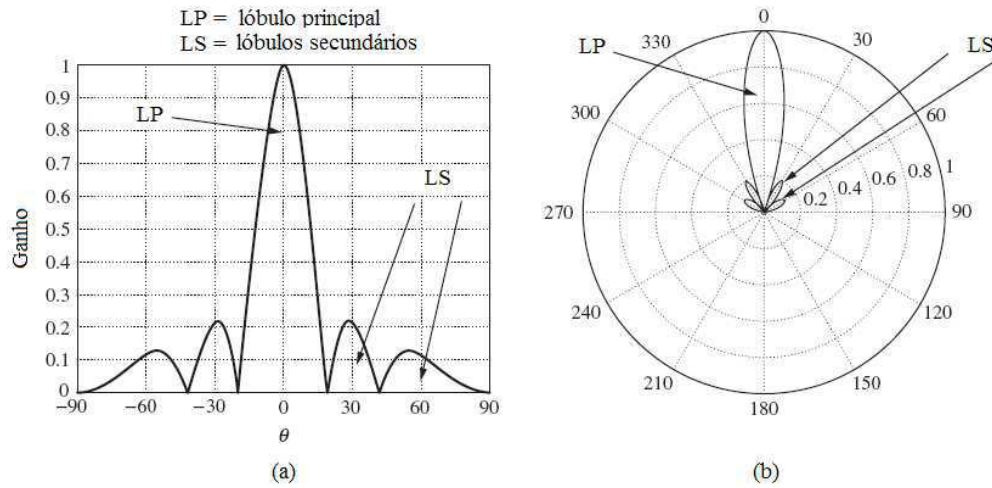 LP = lóbulo principal
LS = lóbulos secundários
1
0.9
0.8
0.7
0.6
0.5
0.4
0.3
0.2
0.1
0
Ganho
LP
LS
−90 −60 −30 0 30 60 90
θ
(a)
0
330 30
LP
LS
300 60
0.2 0.4 0.6 0.8 1
270 90
240 120
210 150
180
(b)